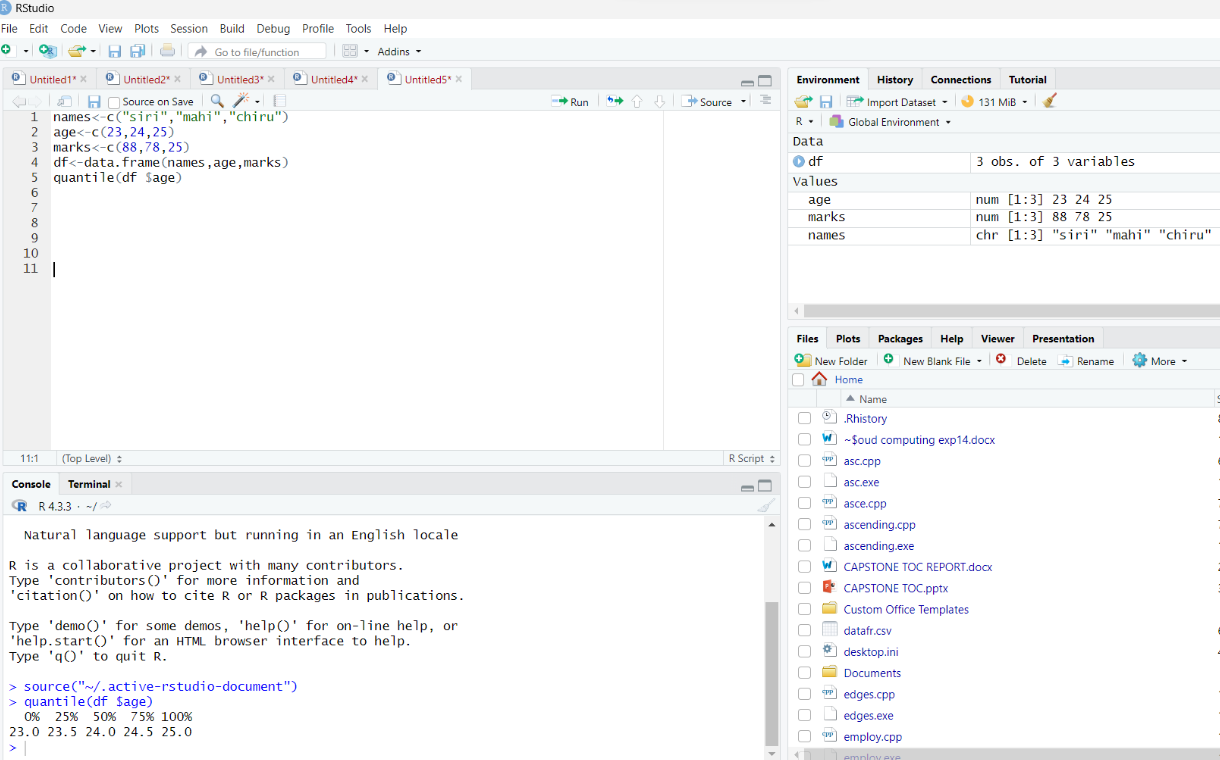 RStudio
File Edit Code View Plots Session Build Debug Profile Tools Help
Go to file/function Addins
Untitled1* Untitled2* Untitled3* Untitled4* Untitled5*
Source on Save Run Source
1 names<-c("siri","mahi","chiru")
2 age<-c(23,24,25)
3 marks<-c(88,78,25)
4 df<-data.frame(names,age,marks)
5 quantile(df $age)
6
7
8
9
10
11
11:1 (Top Level) R Script
Console Terminal
R 4.3.3 · ~/
Natural language support but running in an English locale
R is a collaborative project with many contributors.
Type 'contributors()' for more information and
'citation()' on how to cite R or R packages in publications.
Type 'demo()' for some demos, 'help()' for on-line help, or
'help.start()' for an HTML browser interface to help.
Type 'q()' to quit R.
> source("~/.active-rstudio-document")
> quantile(df $age)
0% 25% 50% 75% 100%
23.0 23.5 24.0 24.5 25.0
>
Environment History Connections Tutorial
Import Dataset 131 MiB
R Global Environment
Data
df 3 obs. of 3 variables
Values
age num [1:3] 23 24 25
marks num [1:3] 88 78 25
names chr [1:3] "siri" "mahi" "chiru"
Files Plots Packages Help Viewer Presentation
New Folder New Blank File Delete Rename More
Home
Name
.Rhistory
~$oud computing exp14.docx
asc.cpp
asc.exe
asce.cpp
ascending.cpp
ascending.exe
CAPSTONE TOC REPORT.docx
CAPSTONE TOC.pptx
Custom Office Templates
datafr.csv
desktop.ini
Documents
edges.cpp
edges.exe
employ.cpp
employ.exe